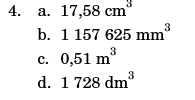 4. a. 17,58 cm³
b. 1 157 625 mm³
c. 0,51 m³
d. 1 728 dm³